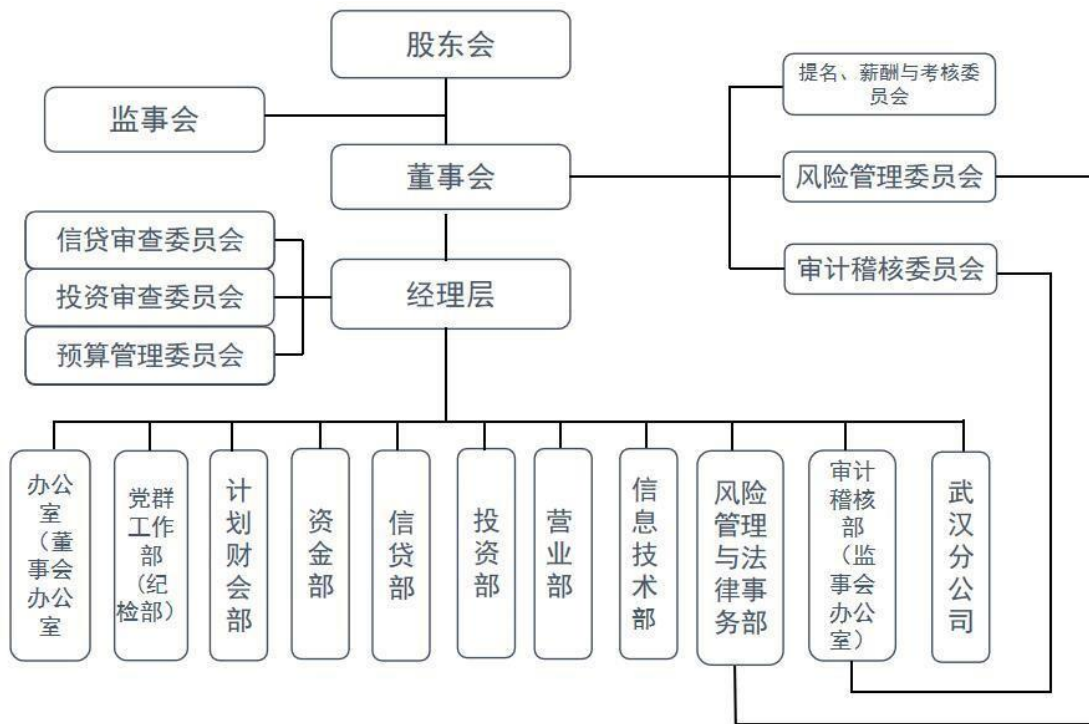 股东会
提名、薪酬与考核委
员会
监事会
董事会
风险管理委员会
信贷审查委员会
审计稽核委员会
投资审查委员会
经理层
预算管理委员会
办公
室
（董
事会
办公
室
党群
工作
部
（纪
检部）
计
划
财
会
部
资
金
部
信
贷
部
投
资
部
营
业
部
信
息
技
术
部
风险
管理
与法
律事
务部
审计
稽核
部
（监
事会
办公
室）
武
汉
分
公
司